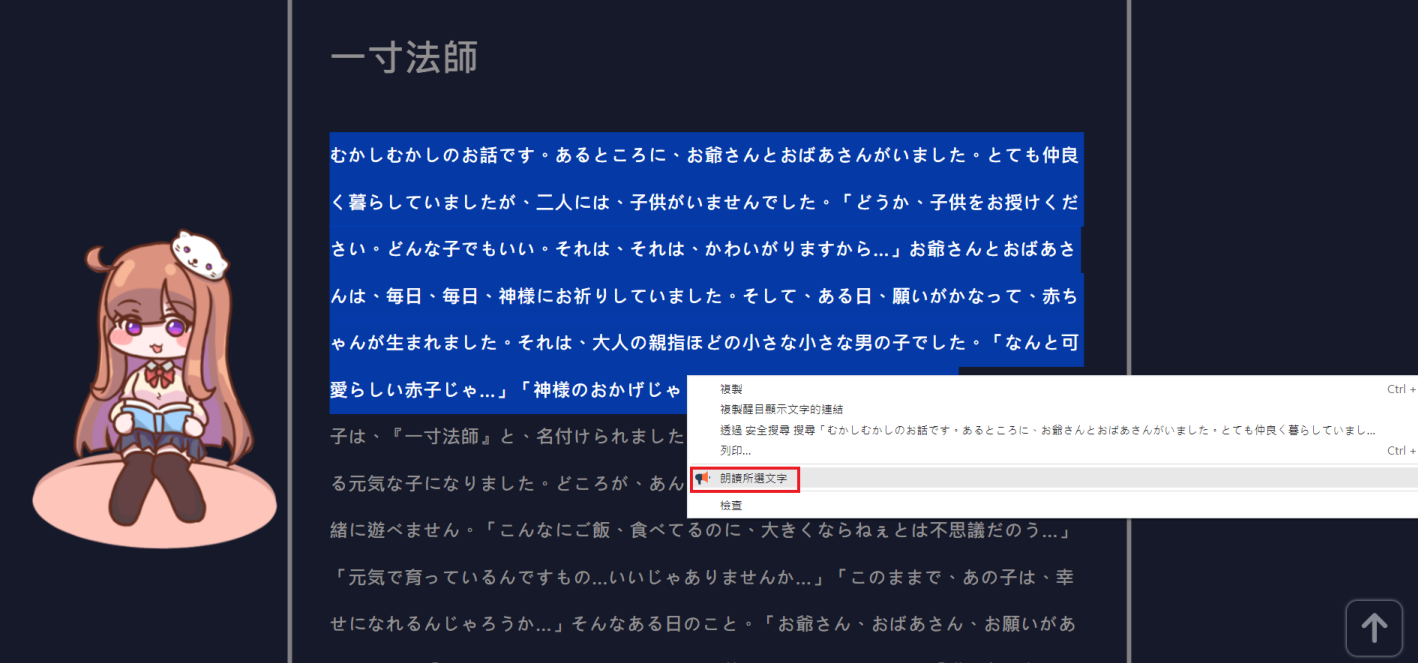 一寸法師
むかしむかしのお話です。あるところに、お爺さんとおばあさんがいました。とても仲良
く暮らしていましたが、二人には、子供がいませんでした。「どうか、子供をお授けくだ
さい。どんな子でもいい。それは、それは、かわいがりますから...」お爺さんとおばあさ
んは、毎日、毎日、神様にお祈りしていました。そして、ある日、願いがかなって、赤ち
ゃんが生まれました。それは、大人の親指ほどの小さな小さな男の子でした。「なんと可
愛らしい赤子じゃ...」「神様のおかげじゃ
子は、『一寸法師』と、名付けられました
る元気な子になりました。どころが、あん
緒に遊べません。「こんなにご飯、食べてるのに、大きくならねぇとは不思議だのう...」
「元気で育っているんですもの...いいじゃありませんか...」「このままで、あの子は、幸
せになれるんじゃろうか...」そんなある日のこと。「お爺さん、おばあさん、お願いがあ
複製 Ctrl +
複製醒目顯示文字的連結
透過 安全搜尋 搜尋「むかしむかしのお話です。あるところに、お爺さんとおばあさんがいました。とても仲良く暮らしていまし...
列印... Ctrl +
朗讀所選文字
檢查